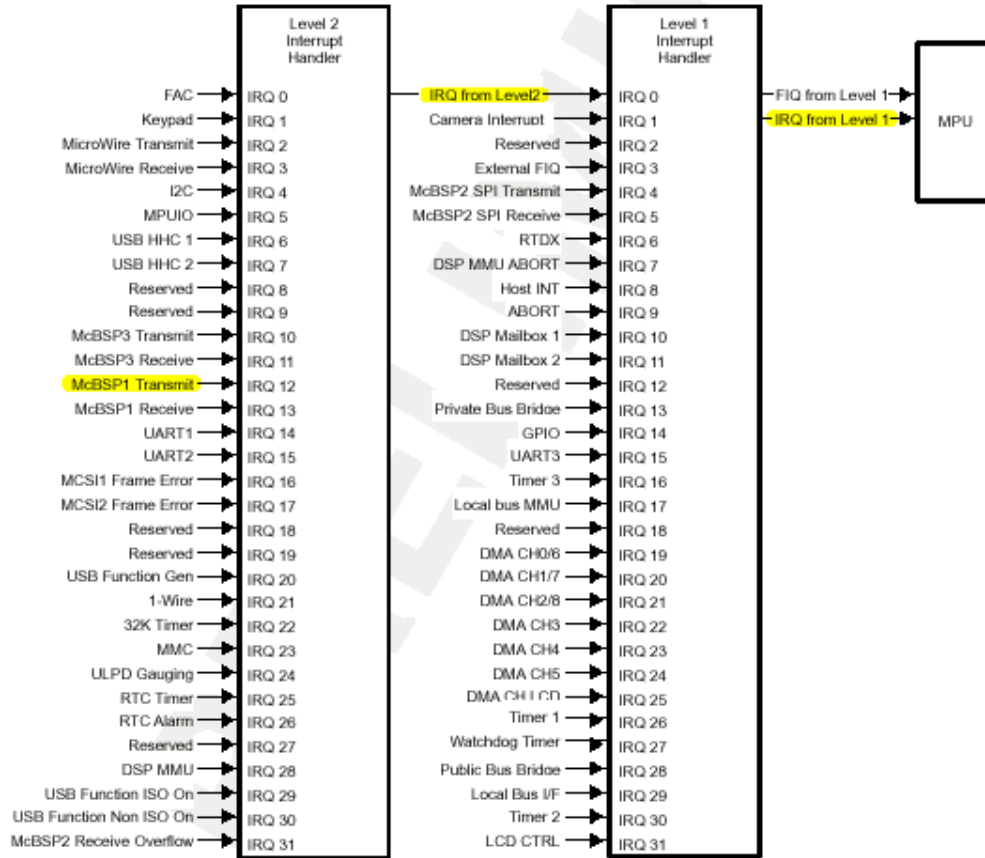 Level 2
Interrupt
Handler
FAC IRQ 0
Keypad IRQ 1
MicroWire Transmit IRQ 2
MicroWire Receive IRQ 3
I2C IRQ 4
MPUIO IRQ 5
USB HHC 1 IRQ 6
USB HHC 2 IRQ 7
Reserved IRQ 8
Reserved IRQ 9
McBSP3 Transmit IRQ 10
McBSP3 Receive IRQ 11
McBSP1 Transmit IRQ 12
McBSP1 Receive IRQ 13
UART1 IRQ 14
UART2 IRQ 15
MCSI1 Frame Error IRQ 16
MCSI2 Frame Error IRQ 17
Reserved IRQ 18
Reserved IRQ 19
USB Function Gen IRQ 20
1-Wire IRQ 21
32K Timer IRQ 22
MMC IRQ 23
ULPD Gauging IRQ 24
RTC Timer IRQ 25
RTC Alarm IRQ 26
Reserved IRQ 27
DSP MMU IRQ 28
USB Function ISO On IRQ 29
USB Function Non ISO On IRQ 30
McBSP2 Receive Overflow IRQ 31
Level 1
Interrupt
Handler
IRQ from Level2 IRQ 0
Camera Interrupt IRQ 1
Reserved IRQ 2
External FIQ IRQ 3
McBSP2 SPI Transmit IRQ 4
McBSP2 SPI Receive IRQ 5
RTDX IRQ 6
DSP MMU ABORT IRQ 7
Host INT IRQ 8
ABORT IRQ 9
DSP Mailbox 1 IRQ 10
DSP Mailbox 2 IRQ 11
Reserved IRQ 12
Private Bus Bridge IRQ 13
GPIO IRQ 14
UART3 IRQ 15
Timer 3 IRQ 16
Local bus MMU IRQ 17
Reserved IRQ 18
DMA CH0/6 IRQ 19
DMA CH1/7 IRQ 20
DMA CH2/8 IRQ 21
DMA CH3 IRQ 22
DMA CH4 IRQ 23
DMA CH5 IRQ 24
DMA CH LCD IRQ 25
Timer 1 IRQ 26
Watchdog Timer IRQ 27
Public Bus Bridge IRQ 28
Local Bus I/F IRQ 29
Timer 2 IRQ 30
LCD CTRL IRQ 31
FIQ from Level 1
IRQ from Level 1
MPU